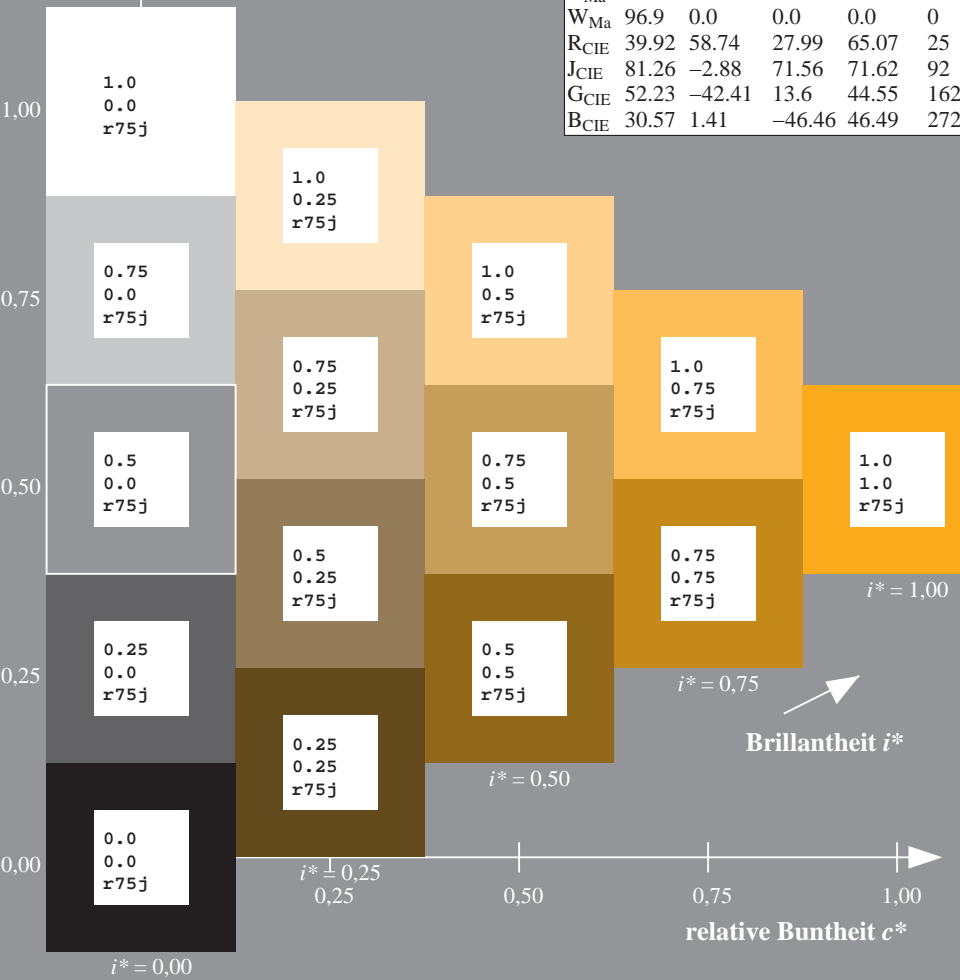 Ma
W Ma 96.9 0.0 0.0 0.0 0
R CIE 39.92 58.74 27.99 65.07 25
J CIE 81.26 –2.88 71.56 71.62 92
G CIE 52.23 –42.41 13.6 44.55 162
B CIE 30.57 1.41 –46.46 46.49 272
1.0
0.0
r75j
1,00
1.0
0.25
r75j
0.75
0.0
r75j
1.0
0.5
r75j
0,75
0.75
0.25
r75j
1.0
0.75
r75j
0.5
0.0
r75j
0.75
0.5
r75j
1.0
1.0
r75j
0,50
0.5
0.25
r75j
0.75
0.75
r75j
i* = 1,00
0.25
0.0
r75j
0.5
0.5
r75j
0,25
i* = 0,75
Brillantheit i*
0.25
0.25
r75j
i* = 0,50
0.0
0.0
r75j
0,00
i* = 0,25
0,25 0,50 0,75 1,00
relative Buntheit c*
i* = 0,00